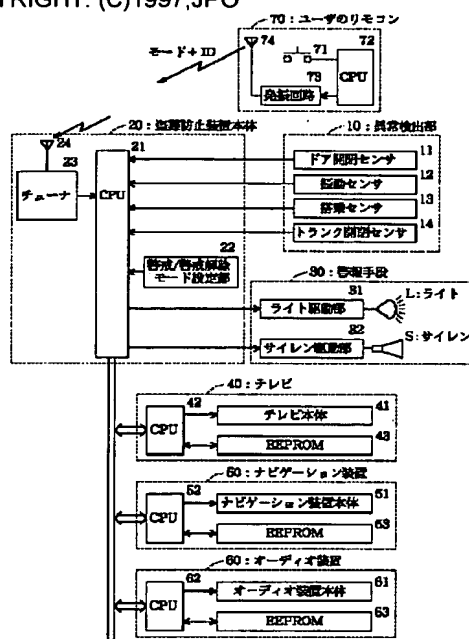 TRIGHT: (C)1997,JPO
70:ユーザのリモコン
モード+ID
74
71
72
CPU
73
発振回路
20:盗難防止装置本体
24
23
チューナ
21
CPU
22
警戒/警戒解除
モード設定部
10:異常検出部
ドア開閉センサ
11
振動センサ
12
13
トランク開閉センサ
14
30:警報手段
ライト駆動部
31
L:ライト
サイレン駆動部
32
S:サイレン
40:テレビ
42
CPU
テレビ本体
41
EEPROM
43
50:ナビゲーション装置
52
CPU
ナビゲーション装置本体
51
EEPROM
53
60:オーディオ装置
62
CPU
オーディオ装置本体
61
EEPROM
63